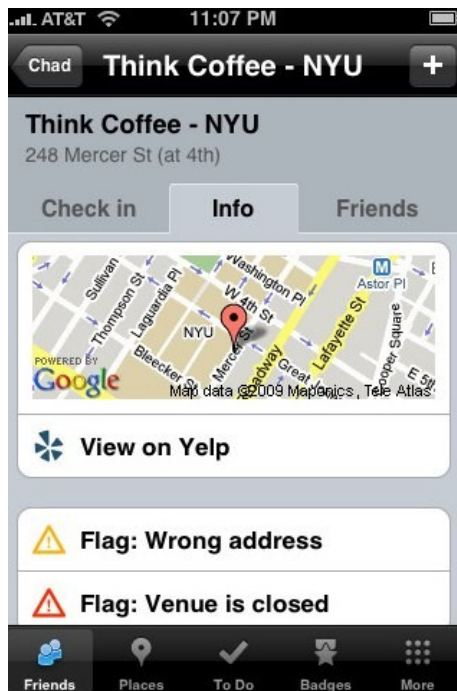 AT&T 11:07 PM
Chad Think Coffee - NYU +
Think Coffee - NYU
248 Mercer St (at 4th)
Check in Info Friends
Sullivan
Thompson St
Laguardia Pl
Washington Pl
W 4th St
M
Astor Pl
NYU
Mercer St
Lafayette St
Bleecker St
Great
POWERED BY
Google
Map data ©2009 Maponics, Tele Atlas
View on Yelp
Flag: Wrong address
Flag: Venue is closed
Friends Places To Do Badges More